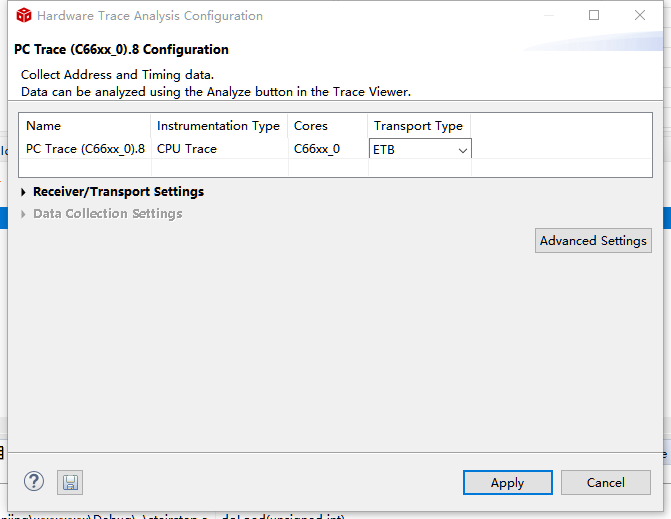 Hardware Trace Analysis Configuration
PC Trace (C66xx_0).8 Configuration
Collect Address and Timing data.
Data can be analyzed using the Analyze button in the Trace Viewer.
Name Instrumentation Type Cores Transport Type
PC Trace (C66xx_0).8 CPU Trace C66xx_0 ETB
Receiver/Transport Settings
Data Collection Settings
Advanced Settings
? Apply Cancel